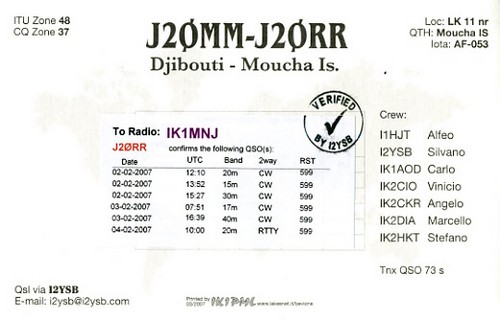 ITU Zone 48
CQ Zone 37
J2ØMM-J2ØRR
Djibouti - Moucha Is.
Loc: LK 11 nr
QTH: Moucha IS
Iota: AF-053
VERIFIED
BY I2YSB
To Radio: IK1MNJ
J2ØRR confirms the following QSO(s):
Date UTC Band 2way RST
02-02-2007 12:10 20m CW 599
02-02-2007 13:52 15m CW 599
02-02-2007 15:27 30m CW 599
03-02-2007 07:51 17m CW 599
03-02-2007 16:39 40m CW 599
04-02-2007 10:00 20m RTTY 599
Crew:
I1HJT Alfeo
I2YSB Silvano
IK1AOD Carlo
IK2CIO Vinicio
IK2CKR Angelo
IK2DIA Marcello
IK2HKT Stefano
Tnx QSO 73 s
Qsl via I2YSB
E-mail: i2ysb@i2ysb.com
Printed by
03/2007